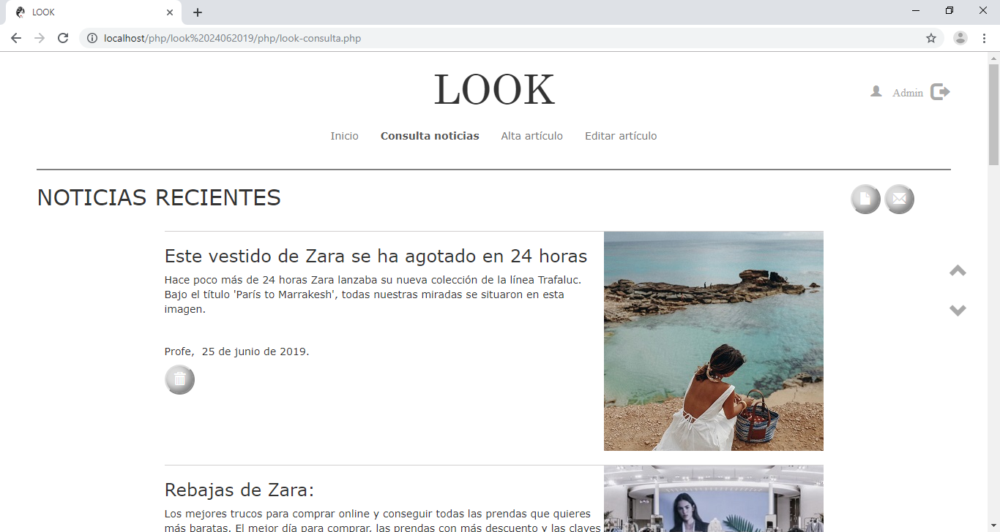 LOOK
localhost/php/look%2024062019/php/look-consulta.php
LOOK
Admin
Inicio Consulta noticias Alta artículo Editar artículo
NOTICIAS RECIENTES
Este vestido de Zara se ha agotado en 24 horas
Hace poco más de 24 horas Zara lanzaba su nueva colección de la línea Trafaluc.
Bajo el título 'París to Marrakesh', todas nuestras miradas se situaron en esta
imagen.
Profe, 25 de junio de 2019.
Rebajas de Zara:
Los mejores trucos para comprar online y conseguir todas las prendas que quieres
más baratas. El mejor día para comprar, las prendas con más descuento y las claves